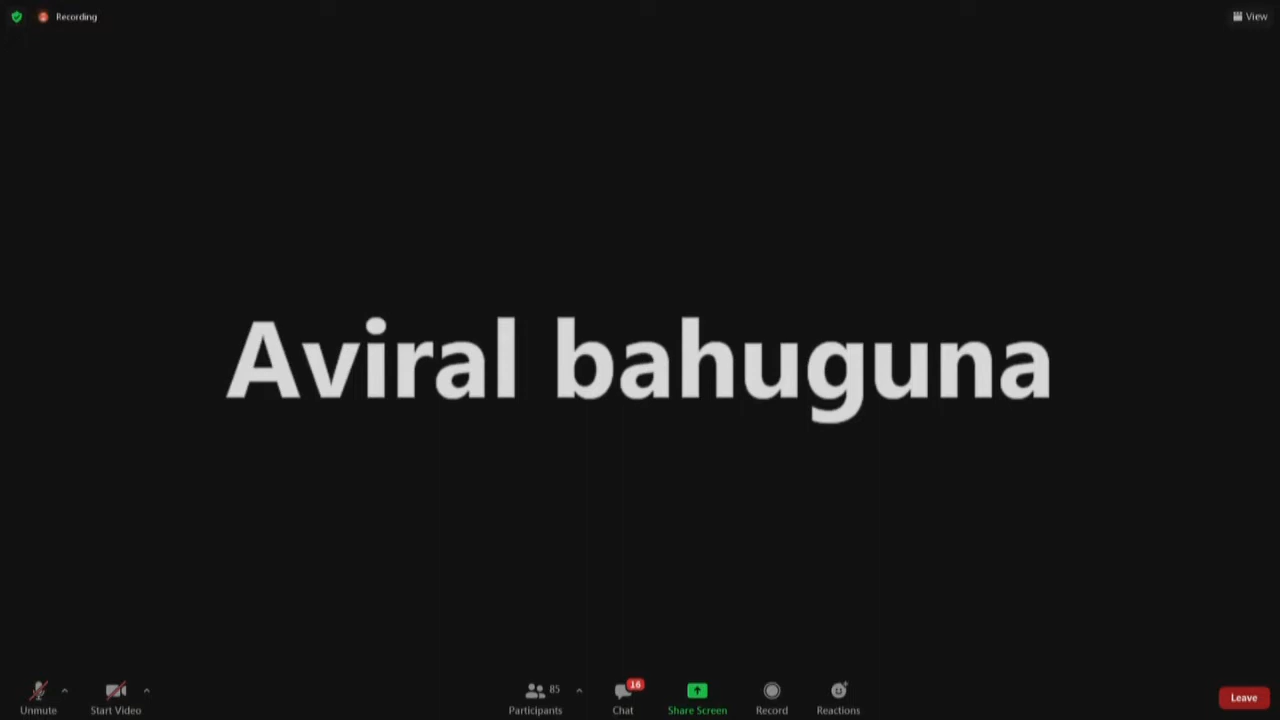 Recording
View
Aviral bahuguna
85
16
Unmute
Start Video
Participants
Chat
Share Screen
Record
Reactions
Leave